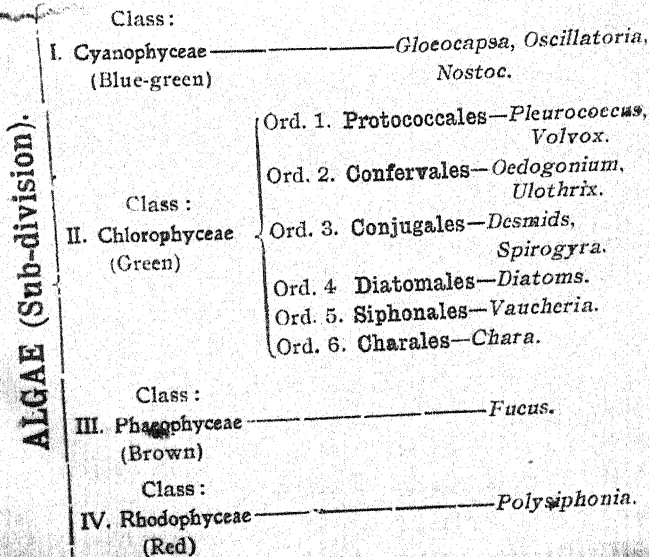 ALGAE (Sub-division).
Class:
I. Cyanophyceae — Gloeocapsa, Oscillatoria,
(Blue-green) Nostoc.
Ord. 1. Protococcales—Pleurococcus,
Volvox.
Ord. 2. Confervales—Oedogonium,
Ulothrix.
Class:
II. Chlorophyceae Ord. 3. Conjugales—Desmids,
(Green) Spirogyra.
Ord. 4 Diatomales—Diatoms.
Ord. 5. Siphonales—Vaucheria.
Ord. 6. Charales—Chara.
Class:
III. Phaeophyceae — Fucus.
(Brown)
Class:
IV. Rhodophyceae — Polysiphonia.
(Red)